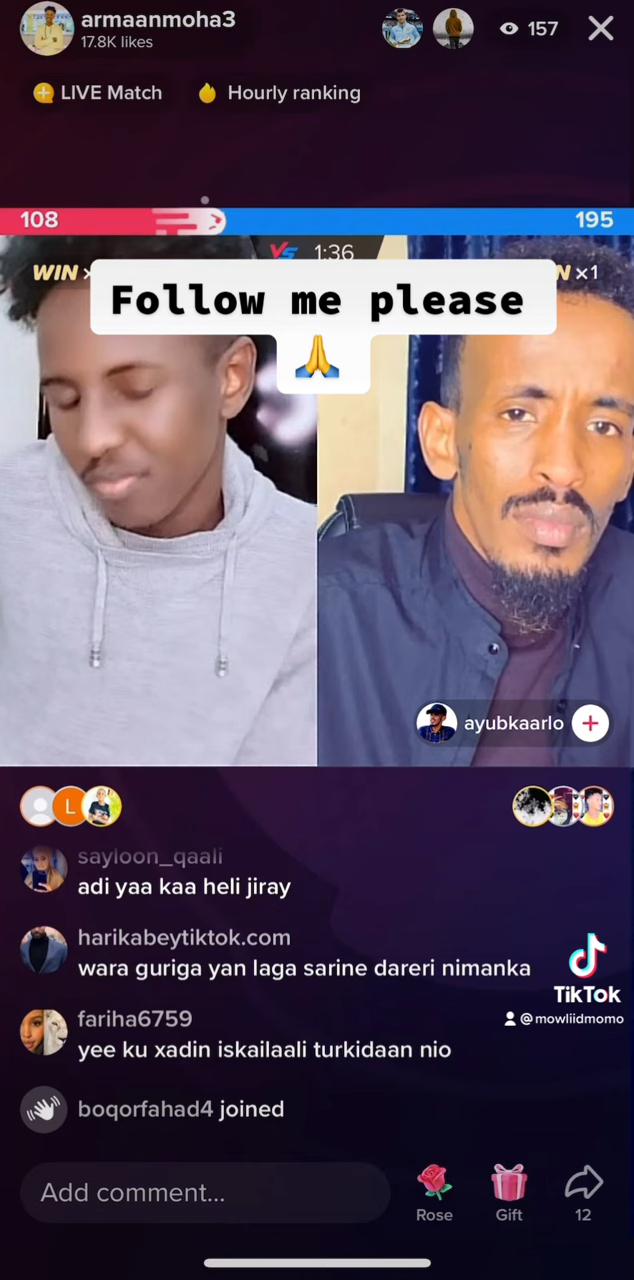 armaanmoha3
17.8K likes
157
LIVE Match
Hourly ranking
108
195
VS 1:36
WIN ×
N ×1
Follow me please
🙏
ayubkaarlo
L
sayloon_qaali
adi yaa kaa heli jiray
harikabeytiktok.com
wara guriga yan laga sarine dareri nimanka
TikTok
@mowliidmomo
fariha6759
yee ku xadin iskailaali turkidaan nio
boqorfahad4 joined
Add comment...
Rose
Gift
12